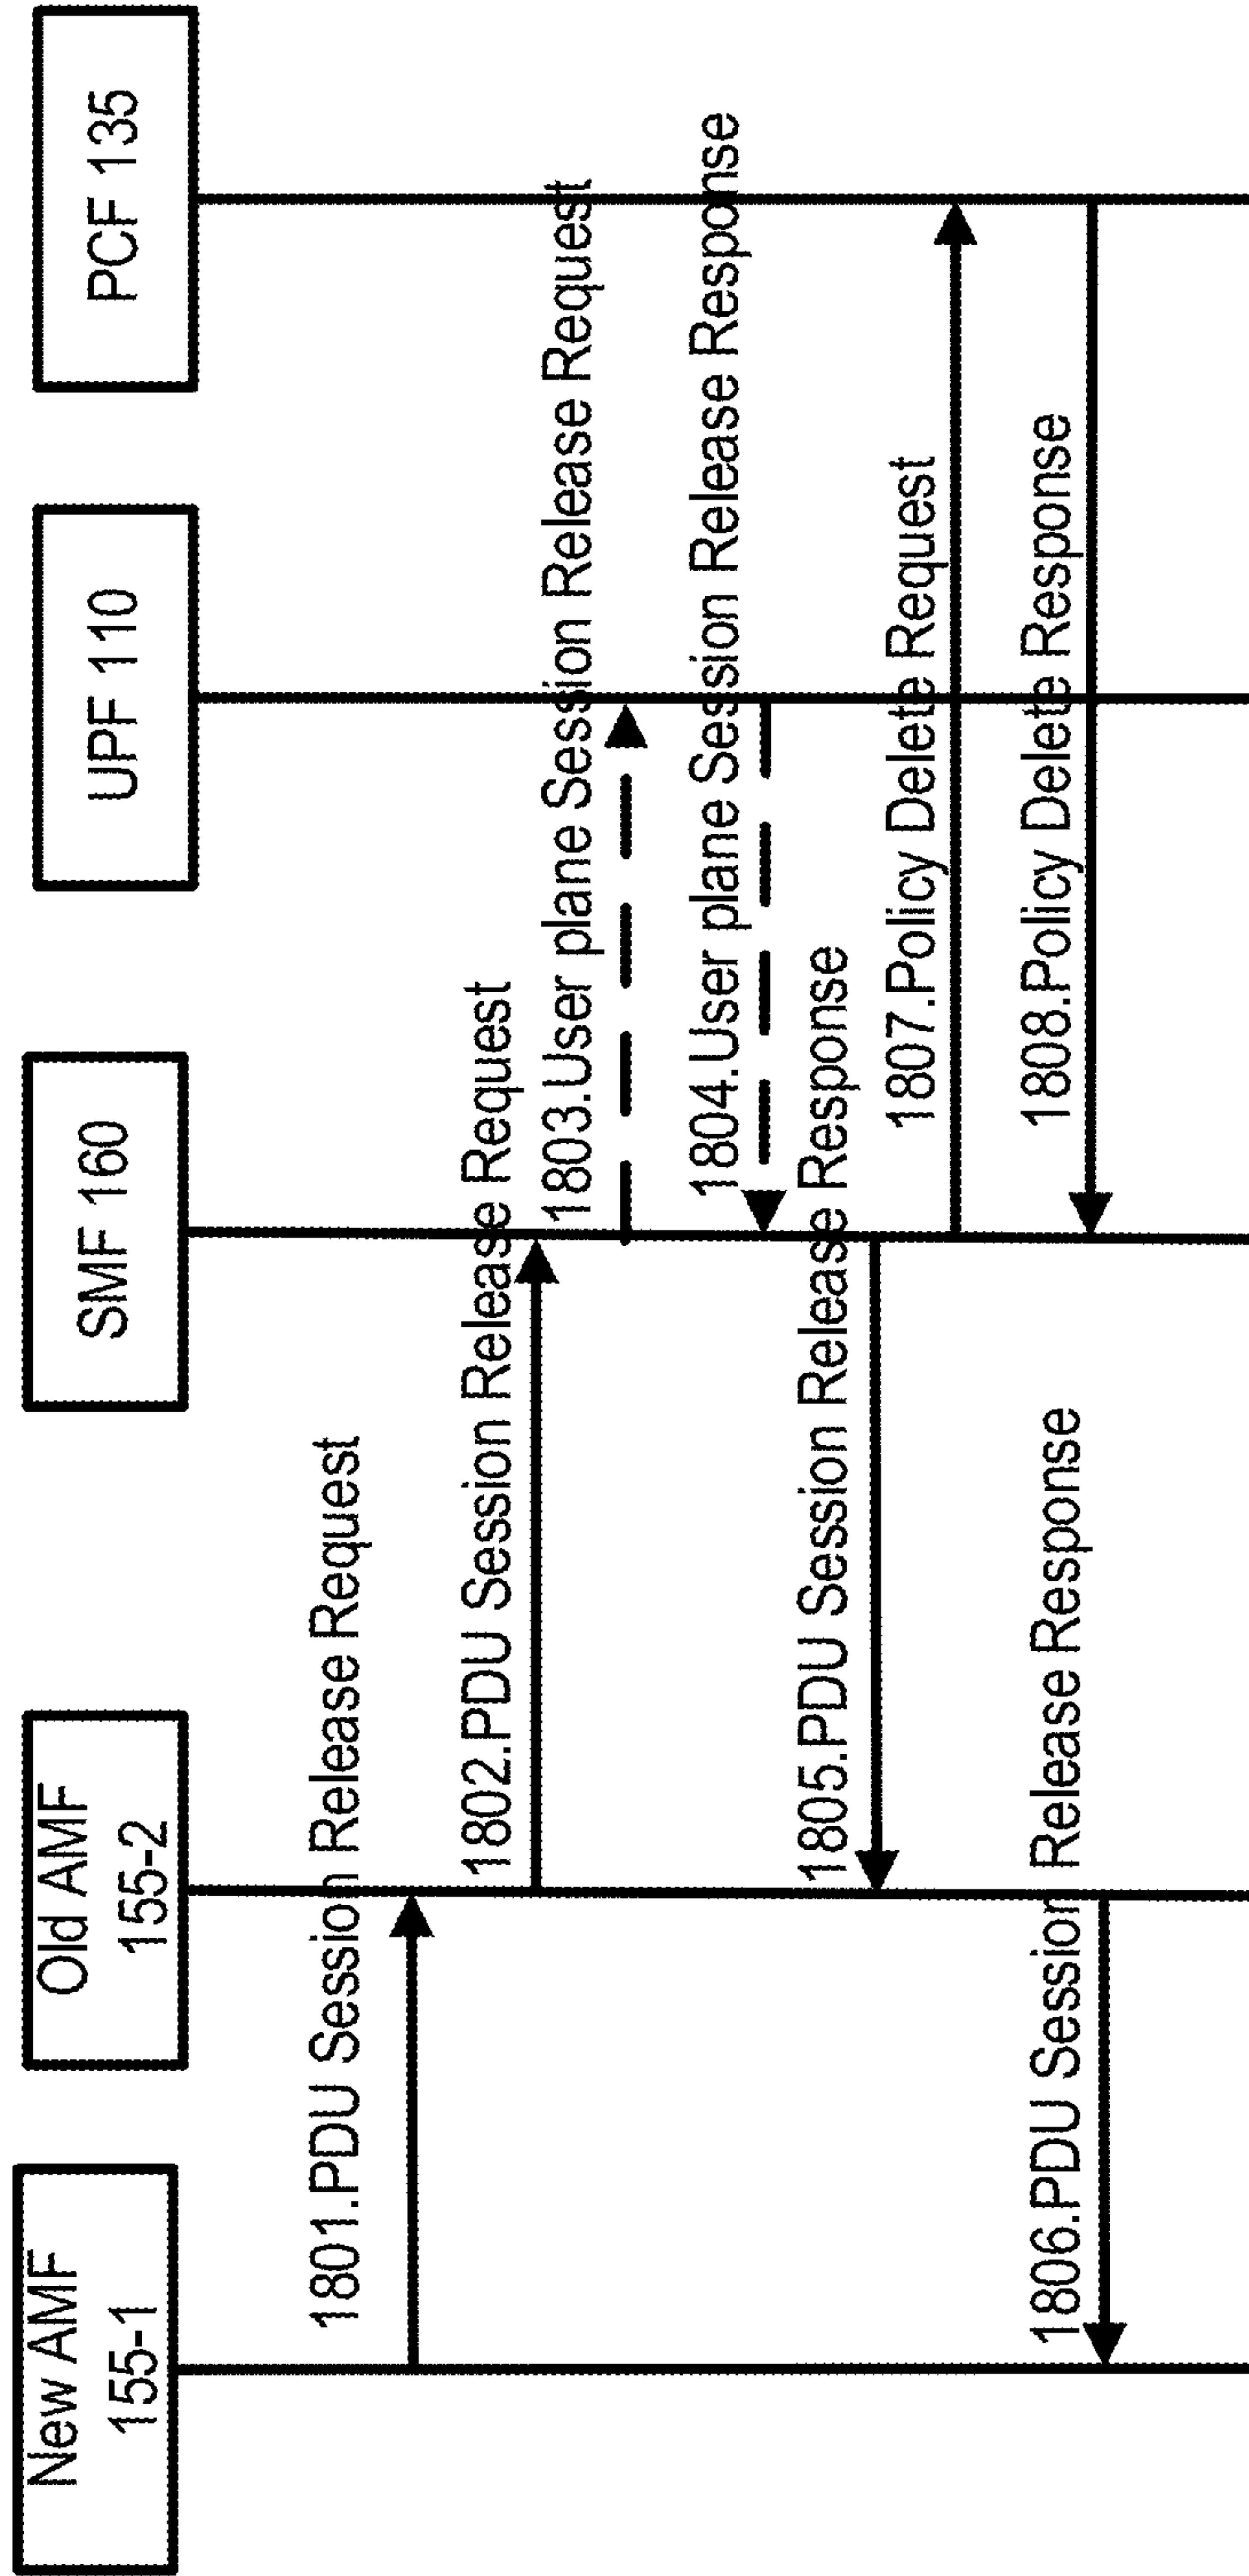 New AMF
155-1
Old AMF
155-2
SMF 160
UPF 110
PCF 135
1801.PDU Session Release Request
1802.PDU Session Release Request
1803.User plane Session Release Request
1804.User plane Session Release Response
1805.PDU Session Release Response
1807.Policy Delete Request
1806.PDU Session Release Response
1808.Policy Delete Response